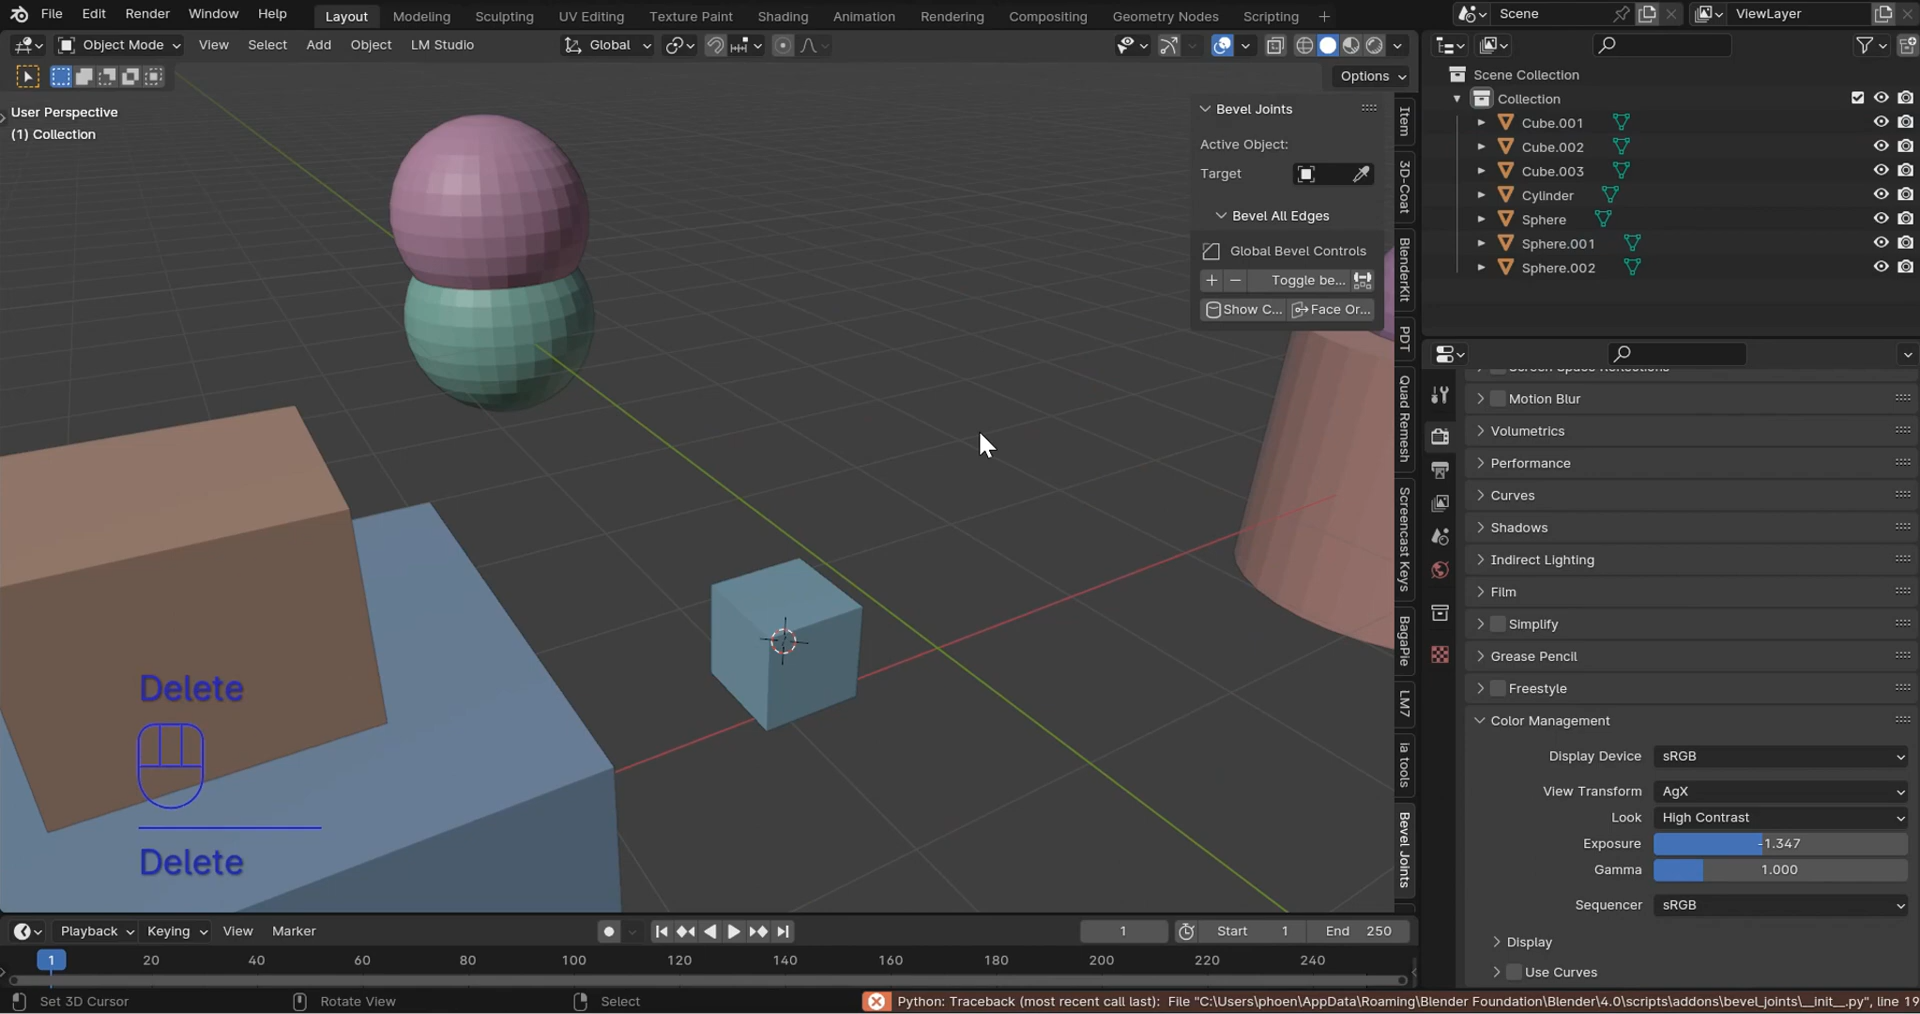 File Edit Render Window Help Layout Modeling Sculpting UV Editing Texture Paint Shading Animation Rendering Compositing Geometry Nodes Scripting + Scene ViewLayer
Object Mode View Select Add Object LM Studio Global
Options
User Perspective
(1) Collection
Bevel Joints
Active Object:
Target
Bevel All Edges
Global Bevel Controls
+ − Toggle be...
Show C... Face Or...
Item
3D-Coat
BlenderKit
PDT
Quad Remesh
Screencast Keys
BagaPie
LM7
ia tools
Bevel Joints
Scene Collection
Collection
Cube.001
Cube.002
Cube.003
Cylinder
Sphere
Sphere.001
Sphere.002
Screen Space Reflections
Motion Blur
Volumetrics
Performance
Curves
Shadows
Indirect Lighting
Film
Simplify
Grease Pencil
Freestyle
Color Management
Display Device sRGB
View Transform AgX
Look High Contrast
Exposure -1.347
Gamma 1.000
Sequencer sRGB
Display
Use Curves
Delete
Delete
Playback Keying View Marker 1 Start 1 End 250
1 20 40 60 80 100 120 140 160 180 200 220 240
Set 3D Cursor Rotate View Select Python: Traceback (most recent call last): File "C:\Users\phoen\AppData\Roaming\Blender Foundation\Blender\4.0\scripts\addons\bevel_joints\__init__.py", line 19